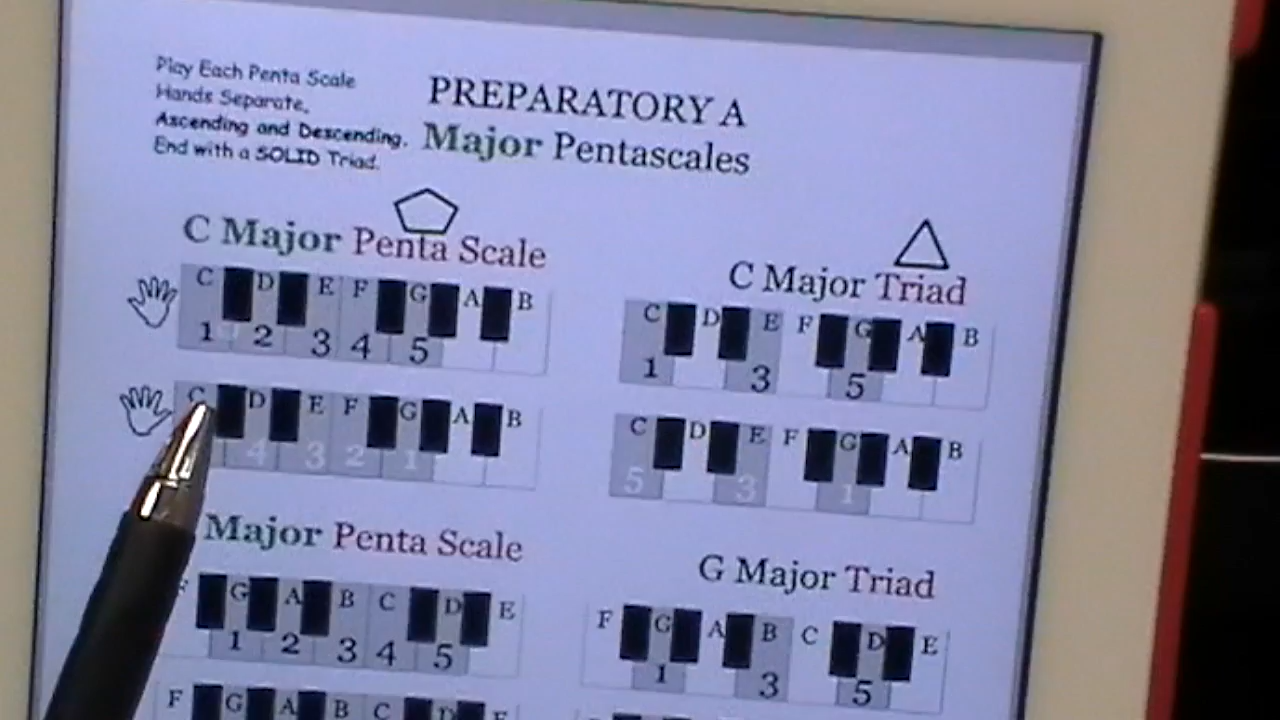 Play Each Penta Scale
Hands Separate,
Ascending and Descending.
End with a SOLID Triad.
PREPARATORY A
Major Pentascales
C Major Penta Scale
C D E F G A B
1 2 3 4 5
C D E F G A B
4 3 2 1
C Major Triad
C D E F G A B
1 3 5
C D E F G A B
5 3 1
Major Penta Scale
F G A B C D E
1 2 3 4 5
F G A B C D E
G Major Triad
F G A B C D E
1 3 5